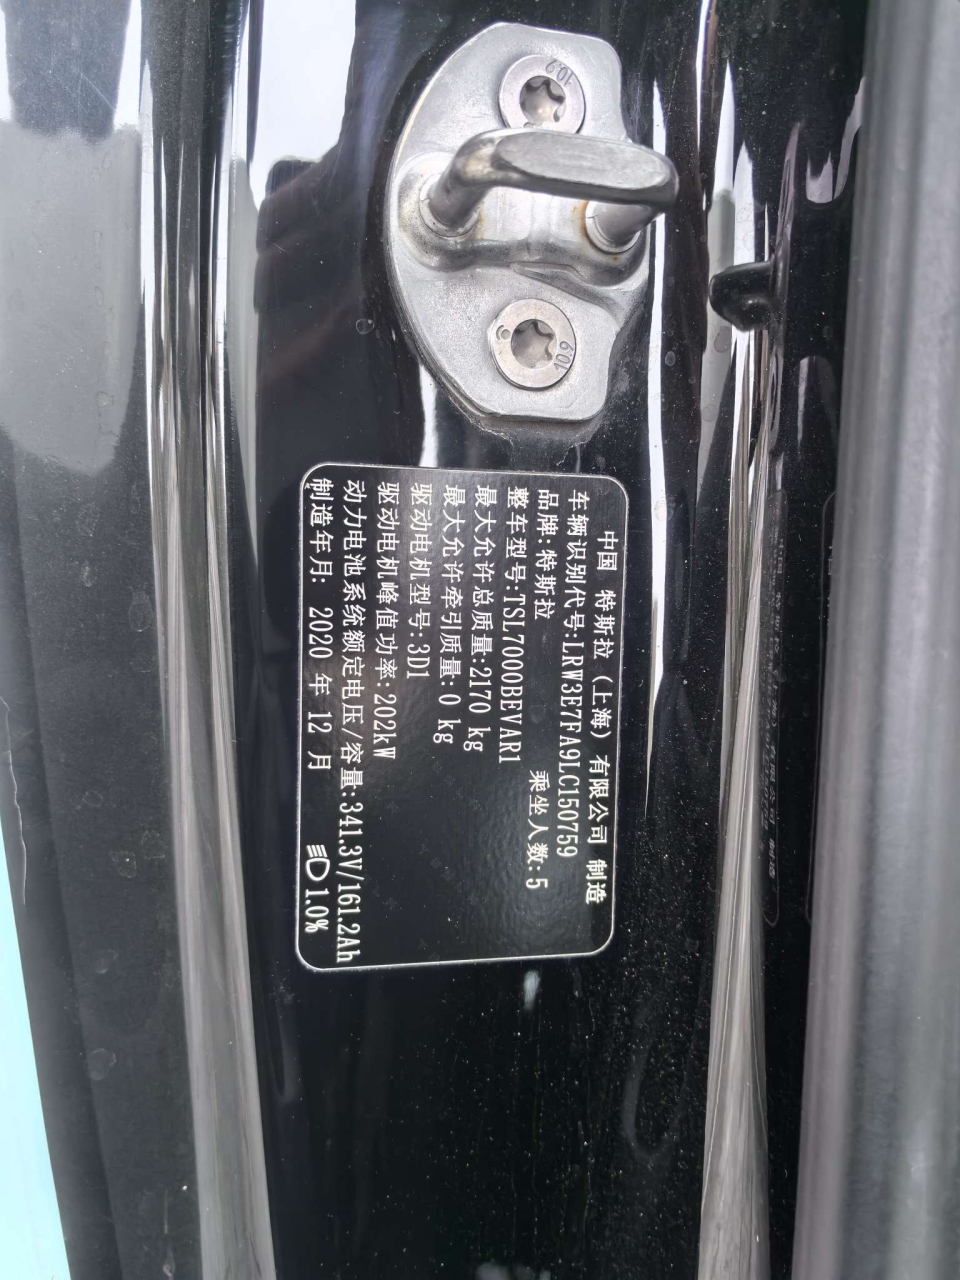 10.9
10.9
中国 特斯拉（上海）有限公司 制造
车辆识别代号:LRW3E7FA9LC150759
品牌:特斯拉 乘坐人数:5
整车型号:TSL7000BEVAR1
最大允许总质量:2170 kg
最大允许牵引质量:0 kg
驱动电机型号:3D1
驱动电机峰值功率:202kW
动力电池系统额定电压/容量:341.3V/161.2Ah
制造年月: 2020 年 12 月 1.0%